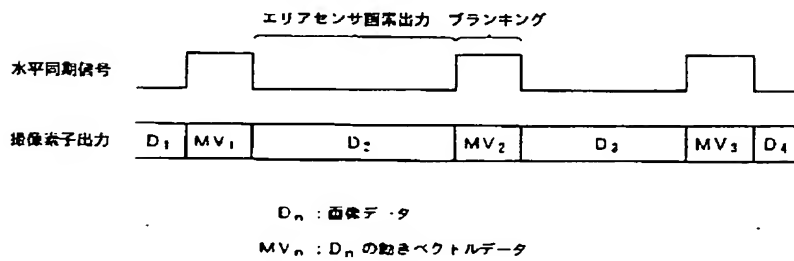 エリアセンサ画素出力 ブランキング
水平同期信号
撮像素子出力 D₁ MV₁ D₂ MV₂ D₃ MV₃ D₄
Dₙ : 画像データ
MVₙ : Dₙ の動きベクトルデータ